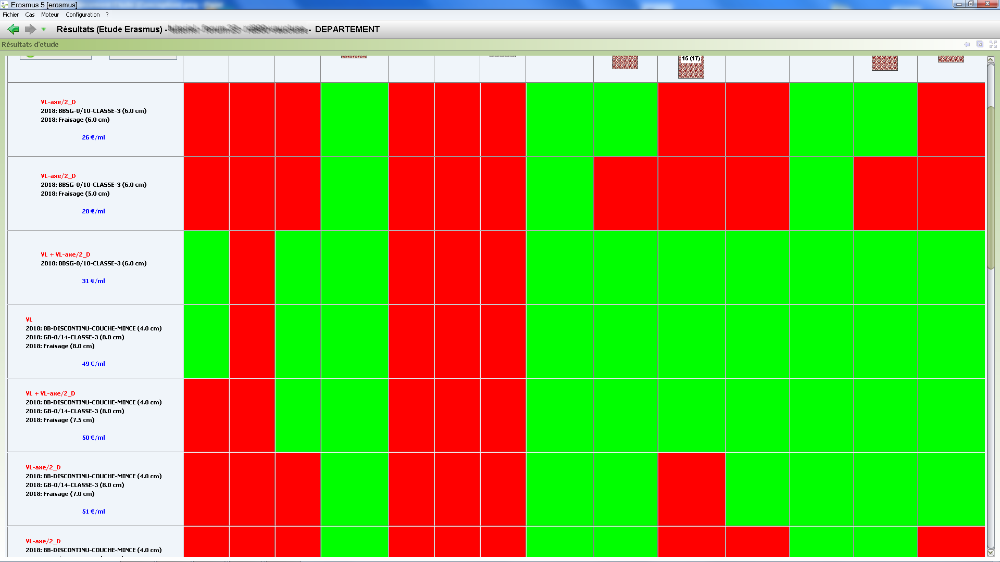 Erasmus 5 [erasmus]
Fichier Cas Moteur Configuration ?
Résultats (Etude Erasmus) - - DEPARTEMENT
Résultats d'etude
15 (17)
VL-axe/2_D
2018: BBSG-0/10-CLASSE-3 (6.0 cm)
2018: Fraisage (6.0 cm)
26 €/ml
VL-axe/2_D
2018: BBSG-0/10-CLASSE-3 (6.0 cm)
2018: Fraisage (5.0 cm)
28 €/ml
VL + VL-axe/2_D
2018: BBSG-0/10-CLASSE-3 (6.0 cm)
31 €/ml
VL
2018: BB-DISCONTINU-COUCHE-MINCE (4.0 cm)
2018: GB-0/14-CLASSE-3 (8.0 cm)
2018: Fraisage (8.0 cm)
49 €/ml
VL + VL-axe/2_D
2018: BB-DISCONTINU-COUCHE-MINCE (4.0 cm)
2018: GB-0/14-CLASSE-3 (8.0 cm)
2018: Fraisage (7.5 cm)
50 €/ml
VL-axe/2_D
2018: BB-DISCONTINU-COUCHE-MINCE (4.0 cm)
2018: GB-0/14-CLASSE-3 (8.0 cm)
2018: Fraisage (7.0 cm)
51 €/ml
VL-axe/2_D
2018: BB-DISCONTINU-COUCHE-MINCE (4.0 cm)